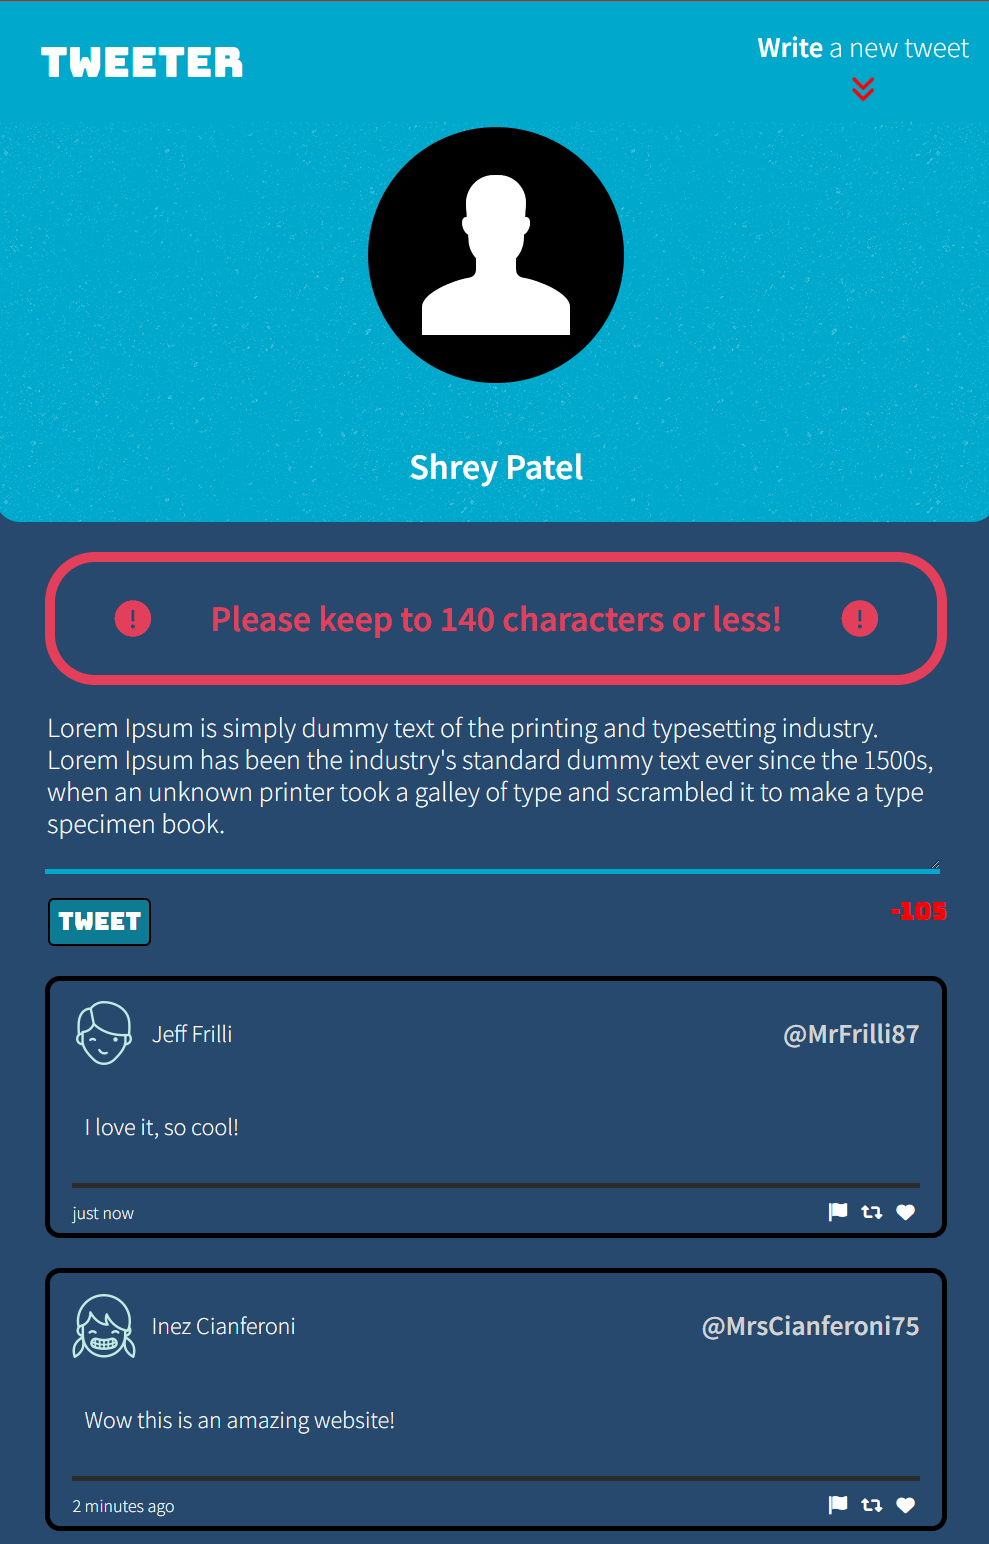 TWEETER
Write a new tweet
Shrey Patel
! Please keep to 140 characters or less! !
Lorem Ipsum is simply dummy text of the printing and typesetting industry.
Lorem Ipsum has been the industry's standard dummy text ever since the 1500s,
when an unknown printer took a galley of type and scrambled it to make a type
specimen book.
TWEET
-105
Jeff Frilli
@MrFrilli87
I love it, so cool!
just now
Inez Cianferoni
@MrsCianferoni75
Wow this is an amazing website!
2 minutes ago